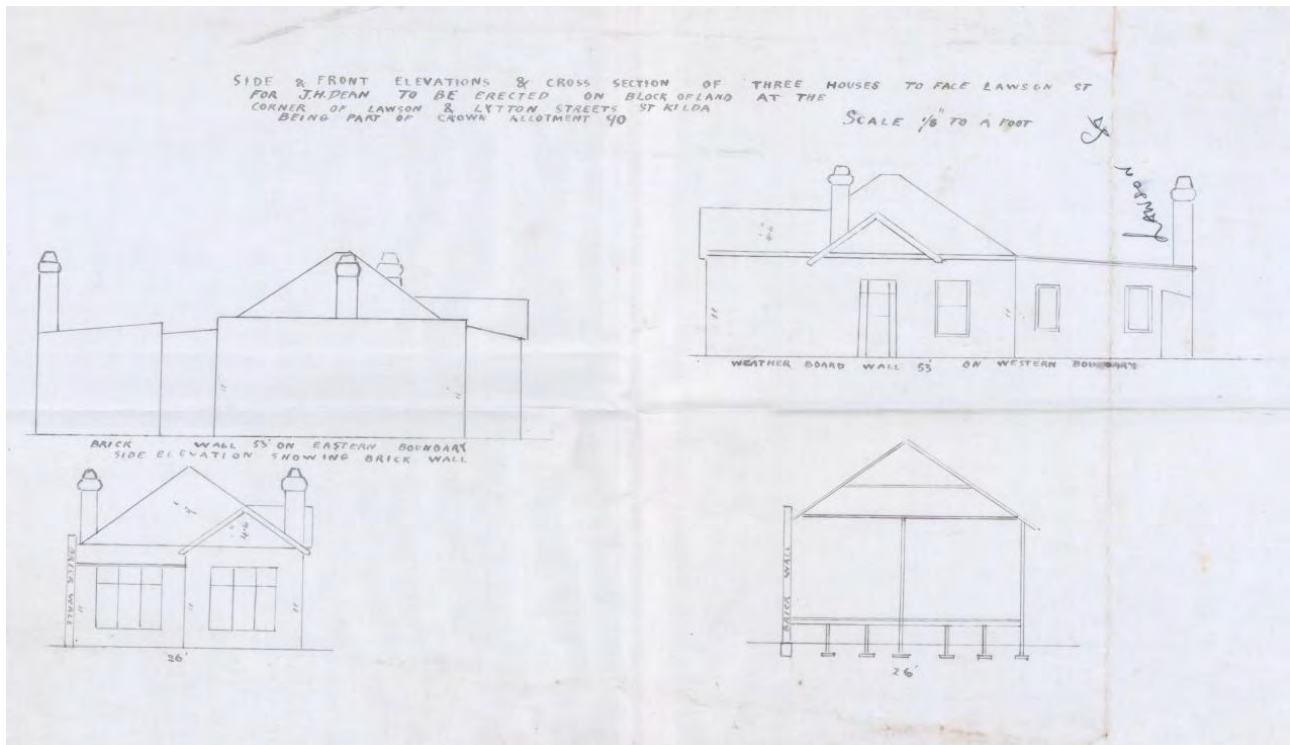 SIDE & FRONT ELEVATIONS & CROSS SECTION OF THREE HOUSES TO FACE LAWSON ST
FOR J.H. DEAN TO BE ERECTED ON BLOCK OF LAND AT THE
CORNER OF LAWSON & LYTTON STREETS ST KILDA
BEING PART OF CROWN ALLOTMENT 40
SCALE 1/8" TO A FOOT
LAWSON
WEATHER BOARD WALL 53' ON WESTERN BOUNDARY
BRICK WALL 53' ON EASTERN BOUNDARY
SIDE ELEVATION SHOWING BRICK WALL
BRICK WALL
26'
BRICK WALL
26'